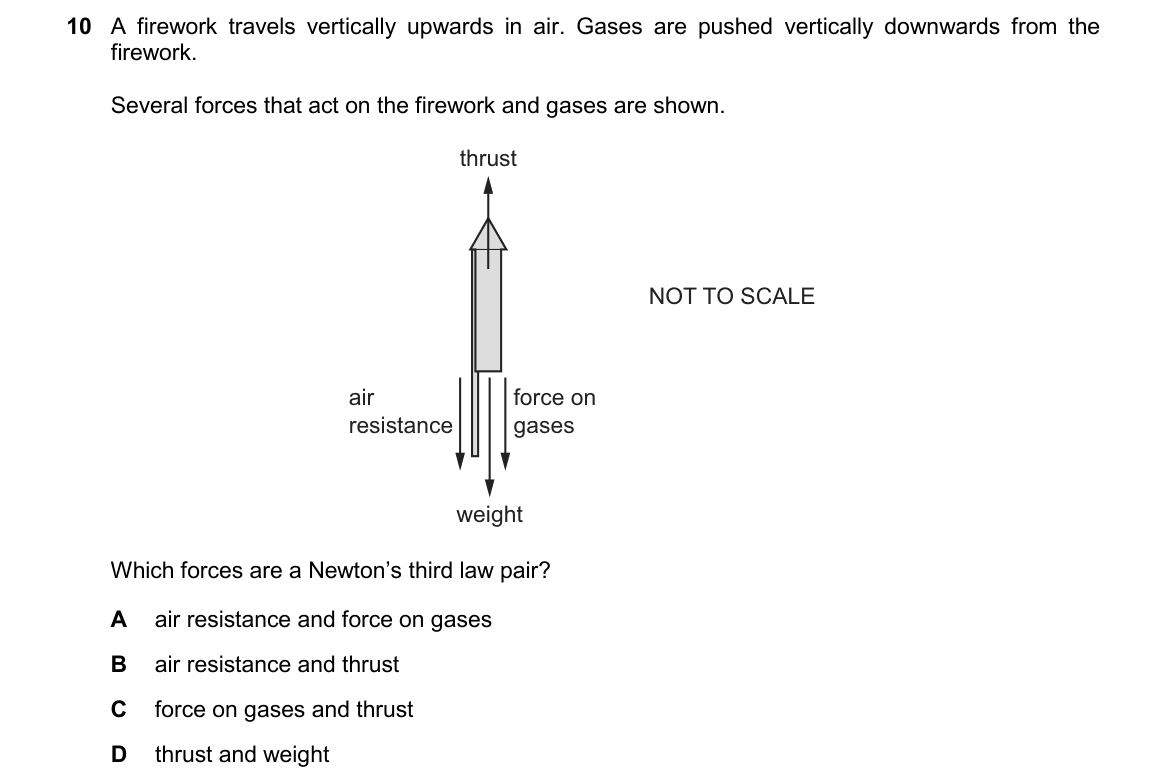 10 A firework travels vertically upwards in air. Gases are pushed vertically downwards from the
firework.
Several forces that act on the firework and gases are shown.
thrust
NOT TO SCALE
air
resistance
force on
gases
weight
Which forces are a Newton’s third law pair?
A air resistance and force on gases
B air resistance and thrust
C force on gases and thrust
D thrust and weight